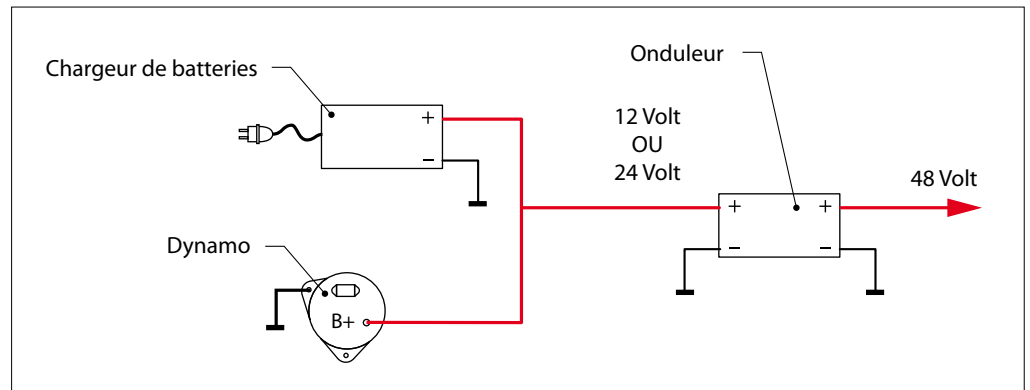 Chargeur de batteries
Onduleur
+
–
12 Volt
OU
24 Volt
48 Volt
+ +
– –
Dynamo
B+